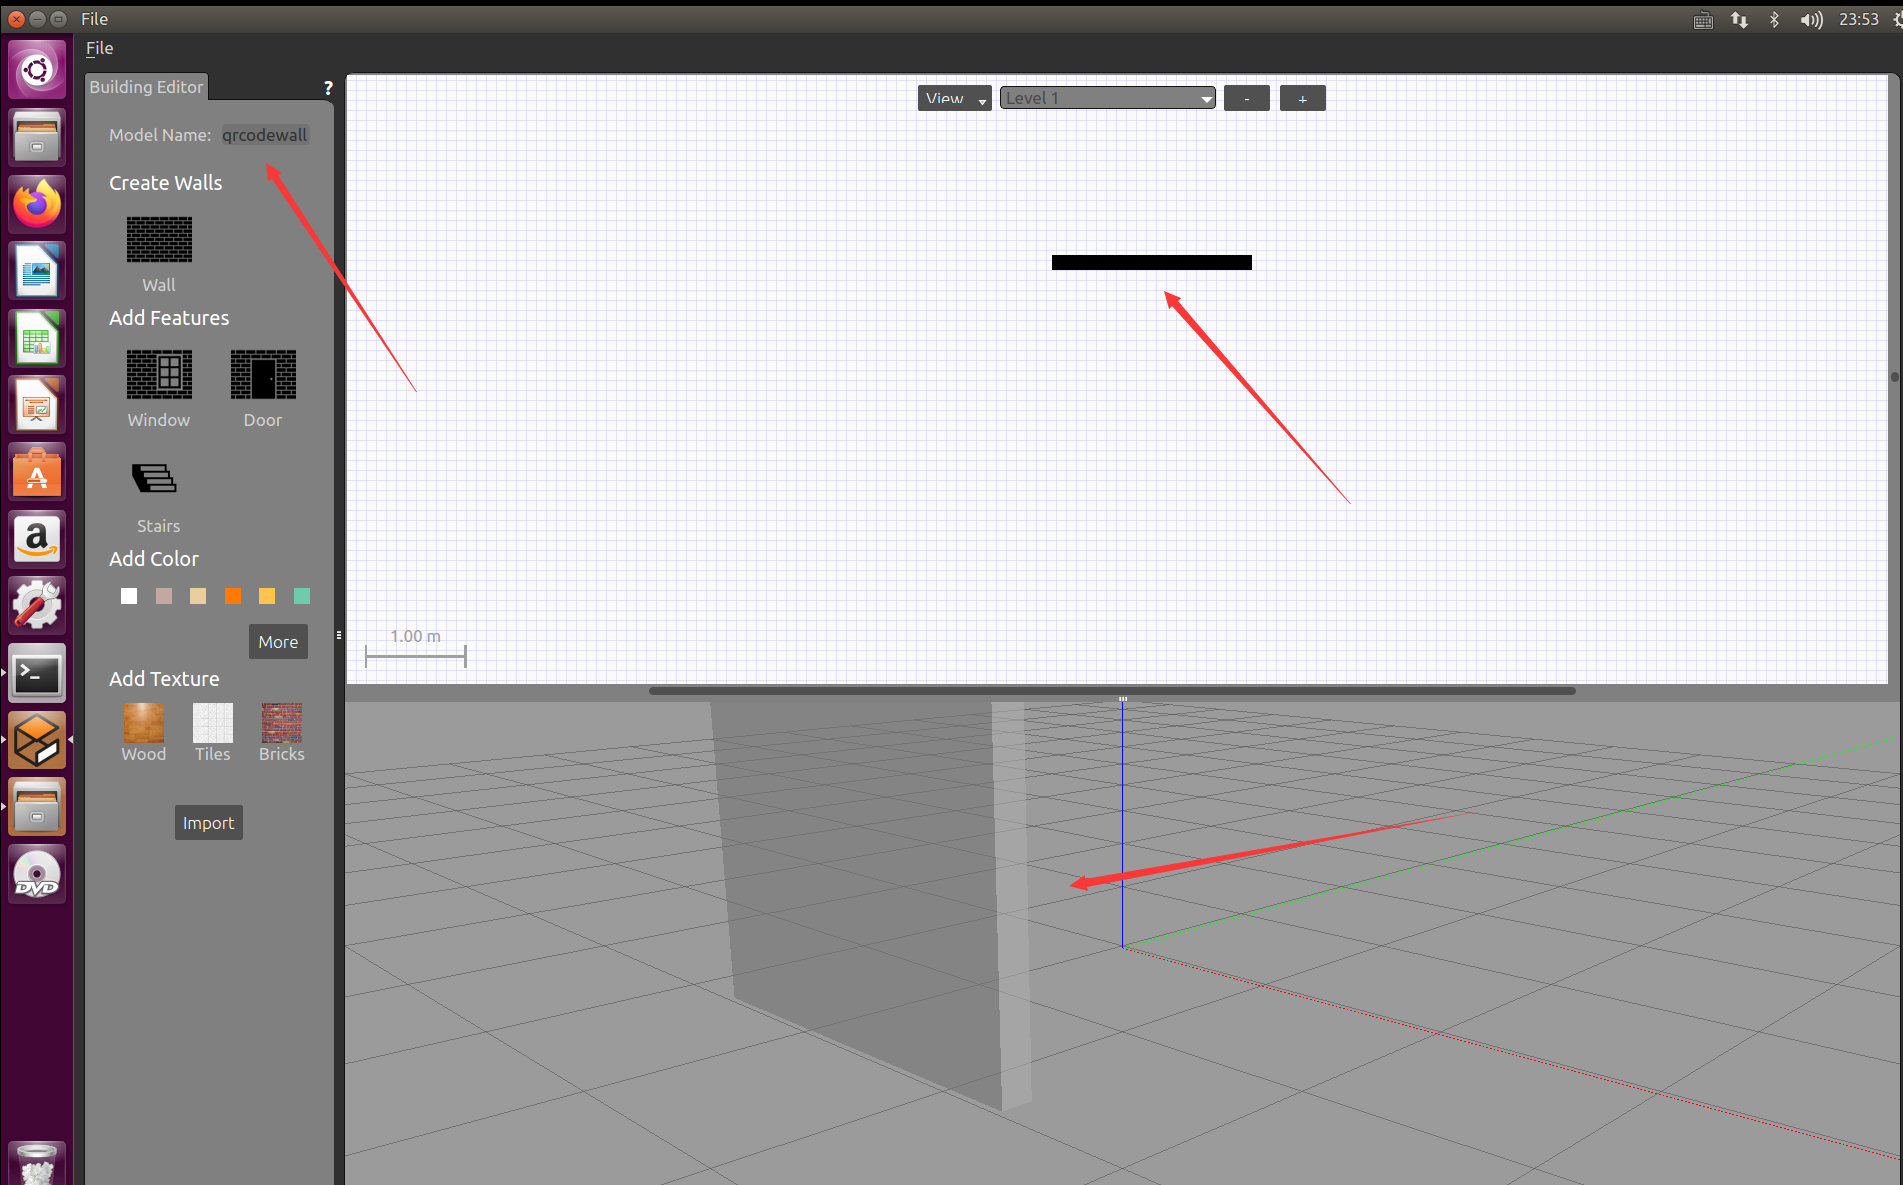 File
23:53
File
Building Editor
?
Model Name: qrcodewall
Create Walls
Wall
Add Features
Window
Door
Stairs
Add Color
More
Add Texture
Wood
Tiles
Bricks
Import
View
Level 1
-
+
1.00 m
A
a
>_
DVD